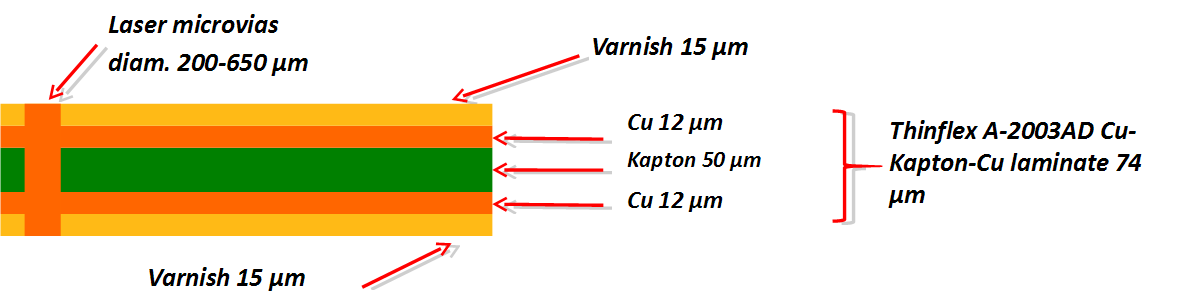 Laser microvias
diam. 200-650 µm
Varnish 15 µm
Cu 12 µm
Kapton 50 µm
Cu 12 µm
Thinflex A-2003AD Cu-
Kapton-Cu laminate 74
µm
Varnish 15 µm